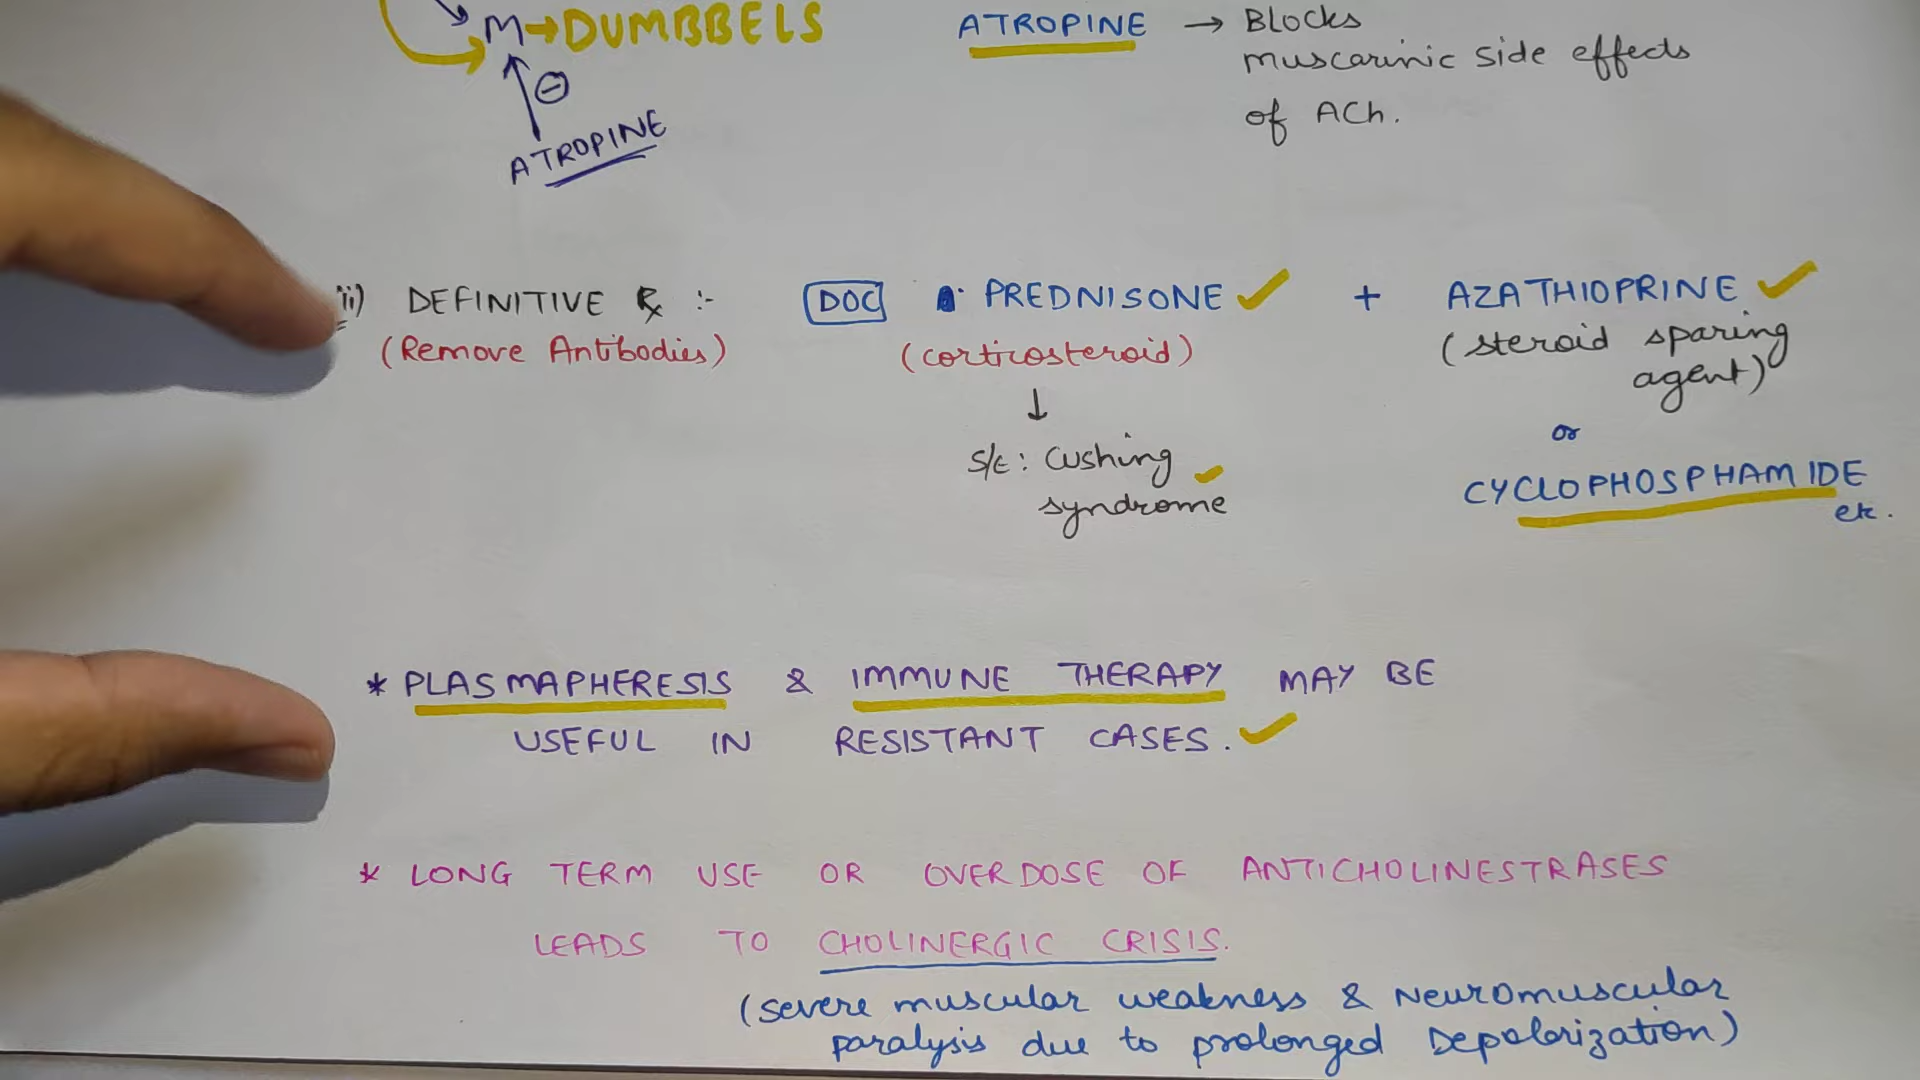 M→DUMBBELS
ATROPINE → BLOCKS
muscarinic side effects
of ACh.
⊖
ATROPINE
ii) DEFINITIVE Rx :- DOC PREDNISONE ✓ + AZATHIOPRINE ✓
(Remove Antibodies) (corticosteroid) (steroid sparing
agent)
↓
or
S/E: Cushing
syndrome
CYCLOPHOSPHAMIDE
etc.
* PLASMAPHERESIS & IMMUNE THERAPY MAY BE
USEFUL IN RESISTANT CASES. ✓
* LONG TERM USE OR OVERDOSE OF ANTICHOLINESTRASES
LEADS TO CHOLINERGIC CRISIS.
(severe muscular weakness & Neuromuscular
paralysis due to prolonged Depolarization)